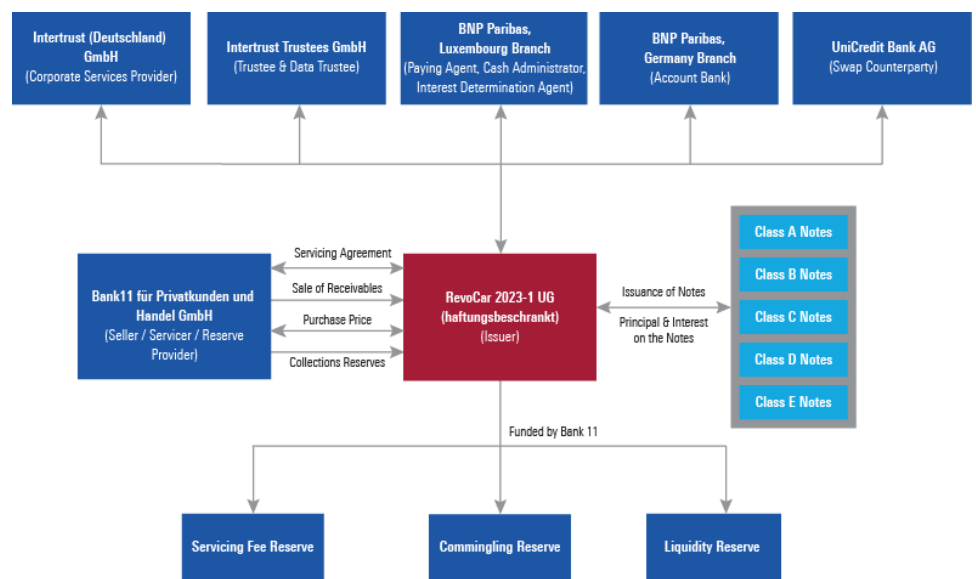 Intertrust (Deutschland)
GmbH
(Corporate Services Provider)
Intertrust Trustees GmbH
(Trustee & Data Trustee)
BNP Paribas,
Luxembourg Branch
(Paying Agent, Cash Administrator,
Interest Determination Agent)
BNP Paribas,
Germany Branch
(Account Bank)
UniCredit Bank AG
(Swap Counterparty)
Bank11 für Privatkunden und
Handel GmbH
(Seller / Servicer / Reserve
Provider)
Servicing Agreement
Sale of Receivables
Purchase Price
Collections Reserves
RevoCar 2023-1 UG
(haftungsbeschrankt)
(Issuer)
Issuance of Notes
Principal & Interest
on the Notes
Class A Notes
Class B Notes
Class C Notes
Class D Notes
Class E Notes
Funded by Bank 11
Servicing Fee Reserve
Commingling Reserve
Liquidity Reserve